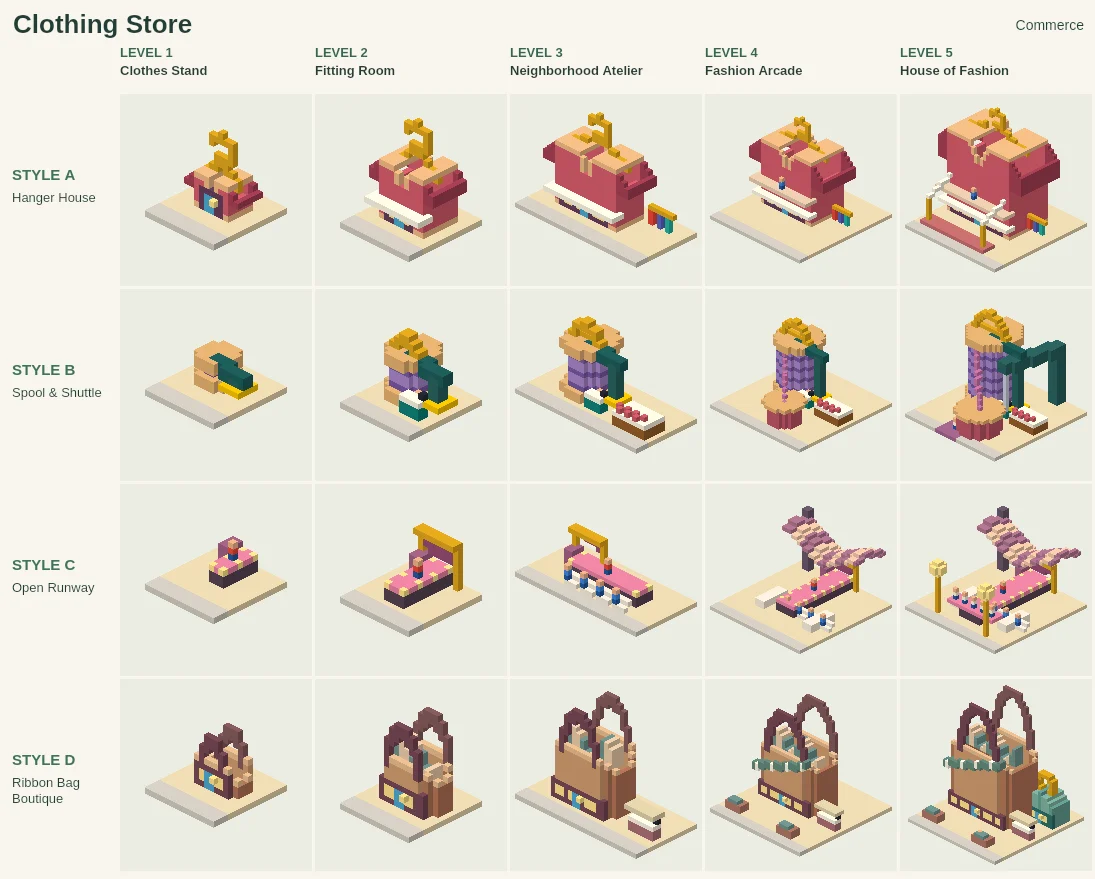 Clothing Store
Commerce
LEVEL 1
Clothes Stand
LEVEL 2
Fitting Room
LEVEL 3
Neighborhood Atelier
LEVEL 4
Fashion Arcade
LEVEL 5
House of Fashion
STYLE A
Hanger House
STYLE B
Spool & Shuttle
STYLE C
Open Runway
STYLE D
Ribbon Bag
Boutique